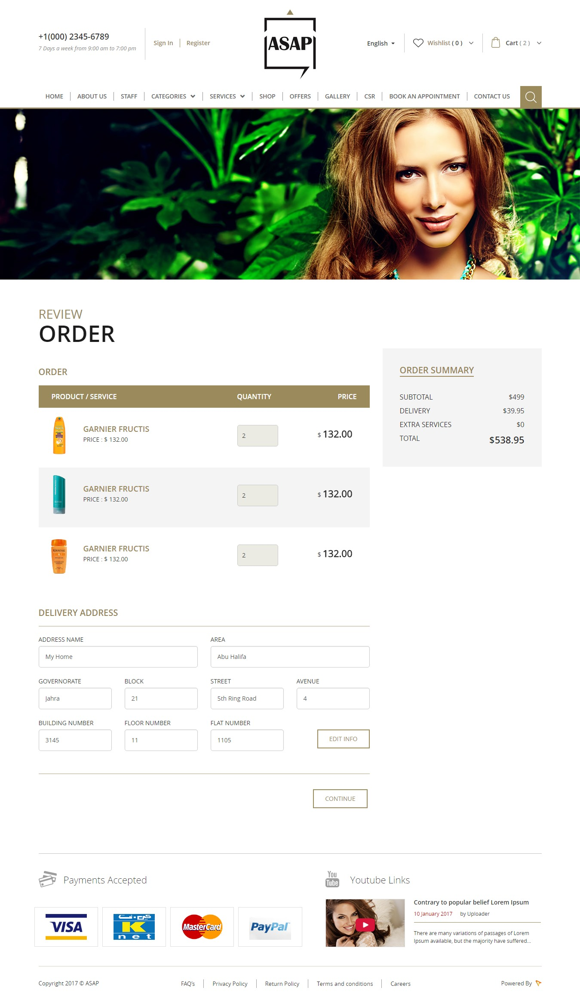 +1(000) 2345-6789
7 Days a week from 9:00 am to 7:00 pm
Sign In
Register
ASAP
English
Wishlist ( 0 )
Cart ( 2 )
HOME
ABOUT US
STAFF
CATEGORIES
SERVICES
SHOP
OFFERS
GALLERY
CSR
BOOK AN APPOINTMENT
CONTACT US
REVIEW
ORDER
ORDER
PRODUCT / SERVICE
QUANTITY
PRICE
GARNIER FRUCTIS
PRICE : $ 132.00
2
$ 132.00
GARNIER FRUCTIS
PRICE : $ 132.00
2
$ 132.00
KÉRASTASE
GARNIER FRUCTIS
PRICE : $ 132.00
2
$ 132.00
ORDER SUMMARY
SUBTOTAL $499
DELIVERY $39.95
EXTRA SERVICES $0
TOTAL $538.95
DELIVERY ADDRESS
ADDRESS NAME
My Home
AREA
Abu Halifa
GOVERNORATE
Jahra
BLOCK
21
STREET
5th Ring Road
AVENUE
4
BUILDING NUMBER
3145
FLOOR NUMBER
11
FLAT NUMBER
1105
EDIT INFO
CONTINUE
Payments Accepted
VISA
كي-نت
K
net
MasterCard
PayPal
You
Tube
Youtube Links
Contrary to popular belief Lorem Ipsum
10 January 2017 by Uploader
There are many variations of passages of Lorem
Ipsum available, but the majority have suffered...
Copyright 2017 © ASAP
FAQ's
Privacy Policy
Return Policy
Terms and conditions
Careers
Powered By